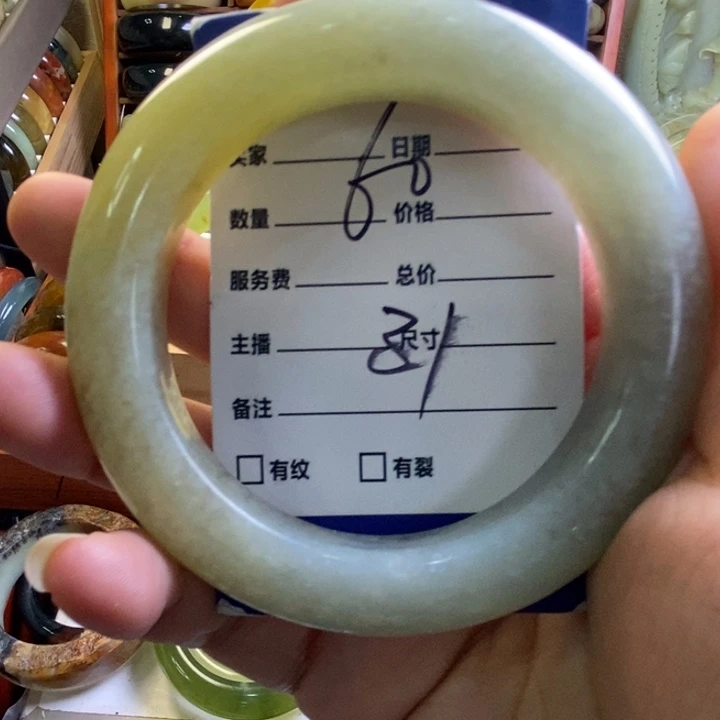 家 日期
60
数量 价格
服务费 总价
主播 尺寸
备注
有纹 有裂